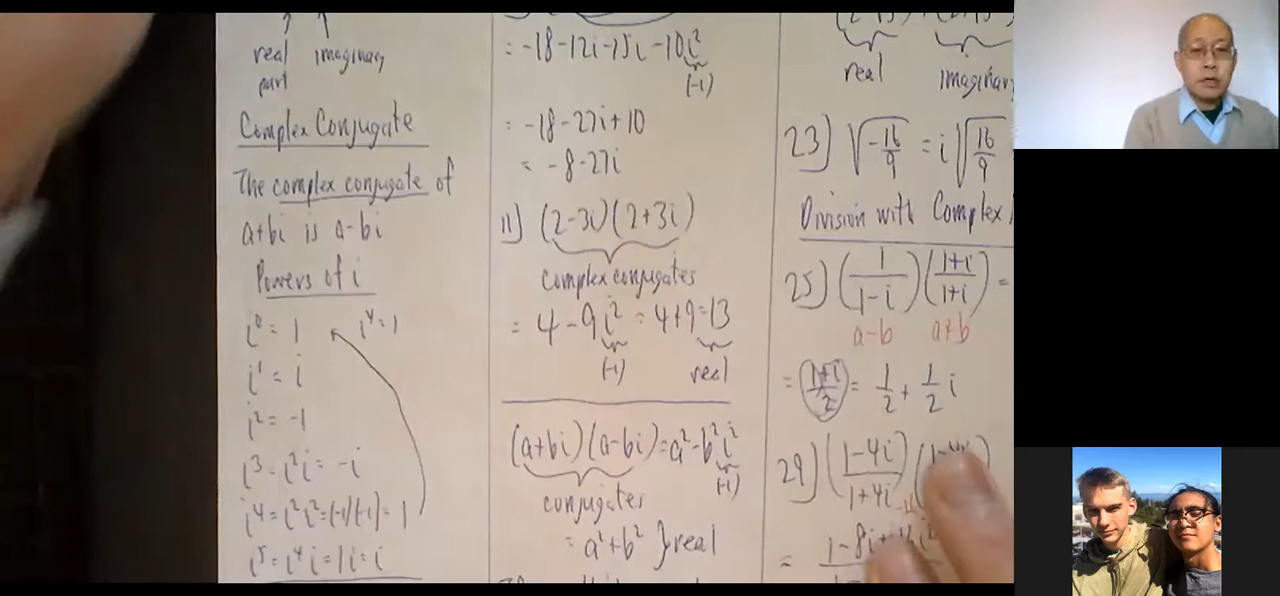 real imaginary
part
Complex Conjugate
The complex conjugate of
a+bi is a-bi
Powers of i
i⁰ = 1 i⁴ = 1
i¹ = i
i² = -1
i³ = i²i = -i
i⁴ = i²i² = (-1)(-1) = 1
i⁵ = i⁴i = 1i = i
= -18-12i-15i-10i²
(-1)
= -18-27i+10
= -8-27i
11) (2-3i)(2+3i)
complex conjugates
= 4-9i² = 4+9=13
(-1) real
(a+bi)(a-bi)=a²-b²i²
(-1)
conjugates
= a²+b² } real
real imaginary
23) √-16/9 = i√16/9
Division with Complex
25) (1/1-i)(1+i/1+i) =
a-b a+b
= 1+i/2 = 1/2 + 1/2 i
29) (1-4i/1+4i)
= 1-8i+